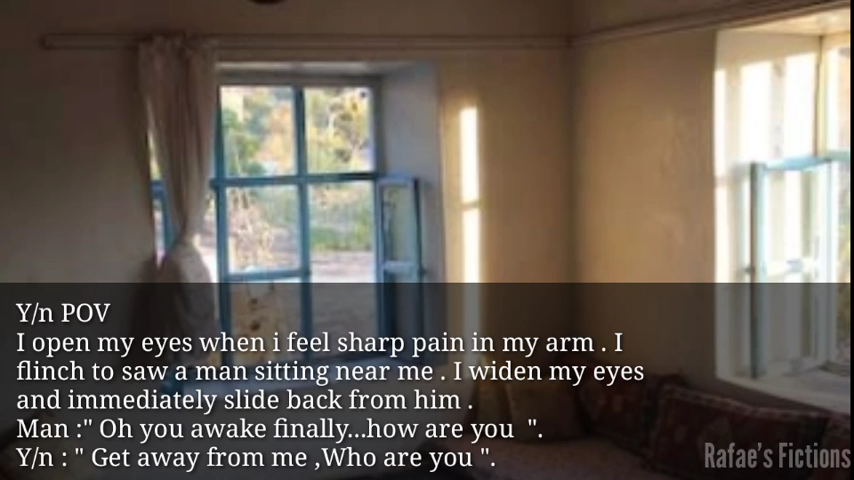 Y/n POV
I open my eyes when i feel sharp pain in my arm . I
flinch to saw a man sitting near me . I widen my eyes
and immediately slide back from him .
Man :" Oh you awake finally...how are you  ".
Y/n : " Get away from me ,Who are you ".
Rafae's Fictions